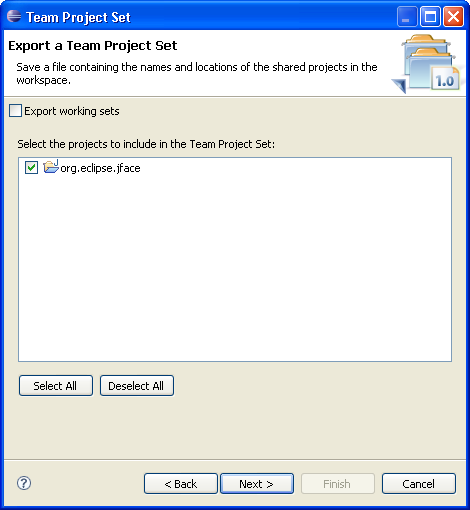 Team Project Set
Export a Team Project Set
Save a file containing the names and locations of the shared projects in the
workspace.
1.0
Export working sets
Select the projects to include in the Team Project Set:
org.eclipse.jface
Select All
Deselect All
?
< Back
Next >
Finish
Cancel